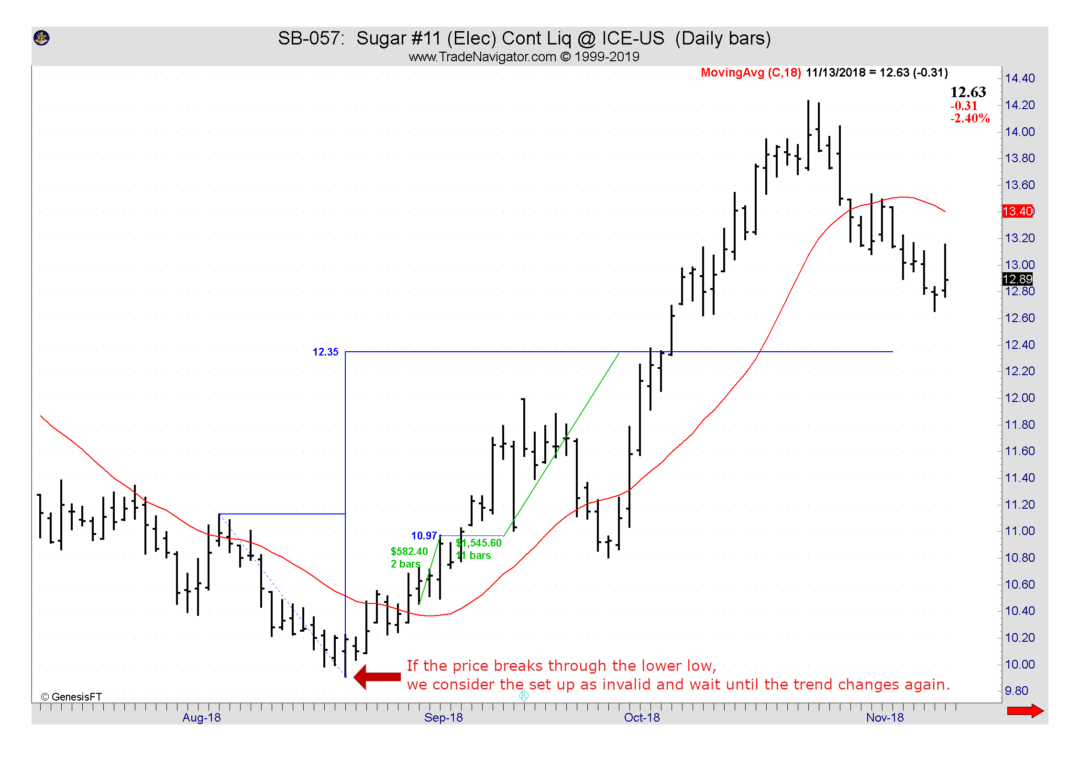 SB-057:  Sugar #11 (Elec) Cont Liq @ ICE-US  (Daily bars)
www.TradeNavigator.com © 1999-2019
MovingAvg (C,18)  11/13/2018 = 12.63 (-0.31)
14.40
12.63
-0.31
-2.40%
14.20
14.00
13.80
13.60
13.40
13.20
13.00
12.89
12.80
12.60
12.40
12.35
12.20
12.00
11.80
11.60
11.40
11.20
11.00
10.97
$1,545.60
11 bars
$582.40
2 bars
10.80
10.60
10.40
10.20
10.00
If the price breaks through the lower low,
we consider the set up as invalid and wait until the trend changes again.
9.80
© GenesisFT
Aug-18
Sep-18
Oct-18
Nov-18